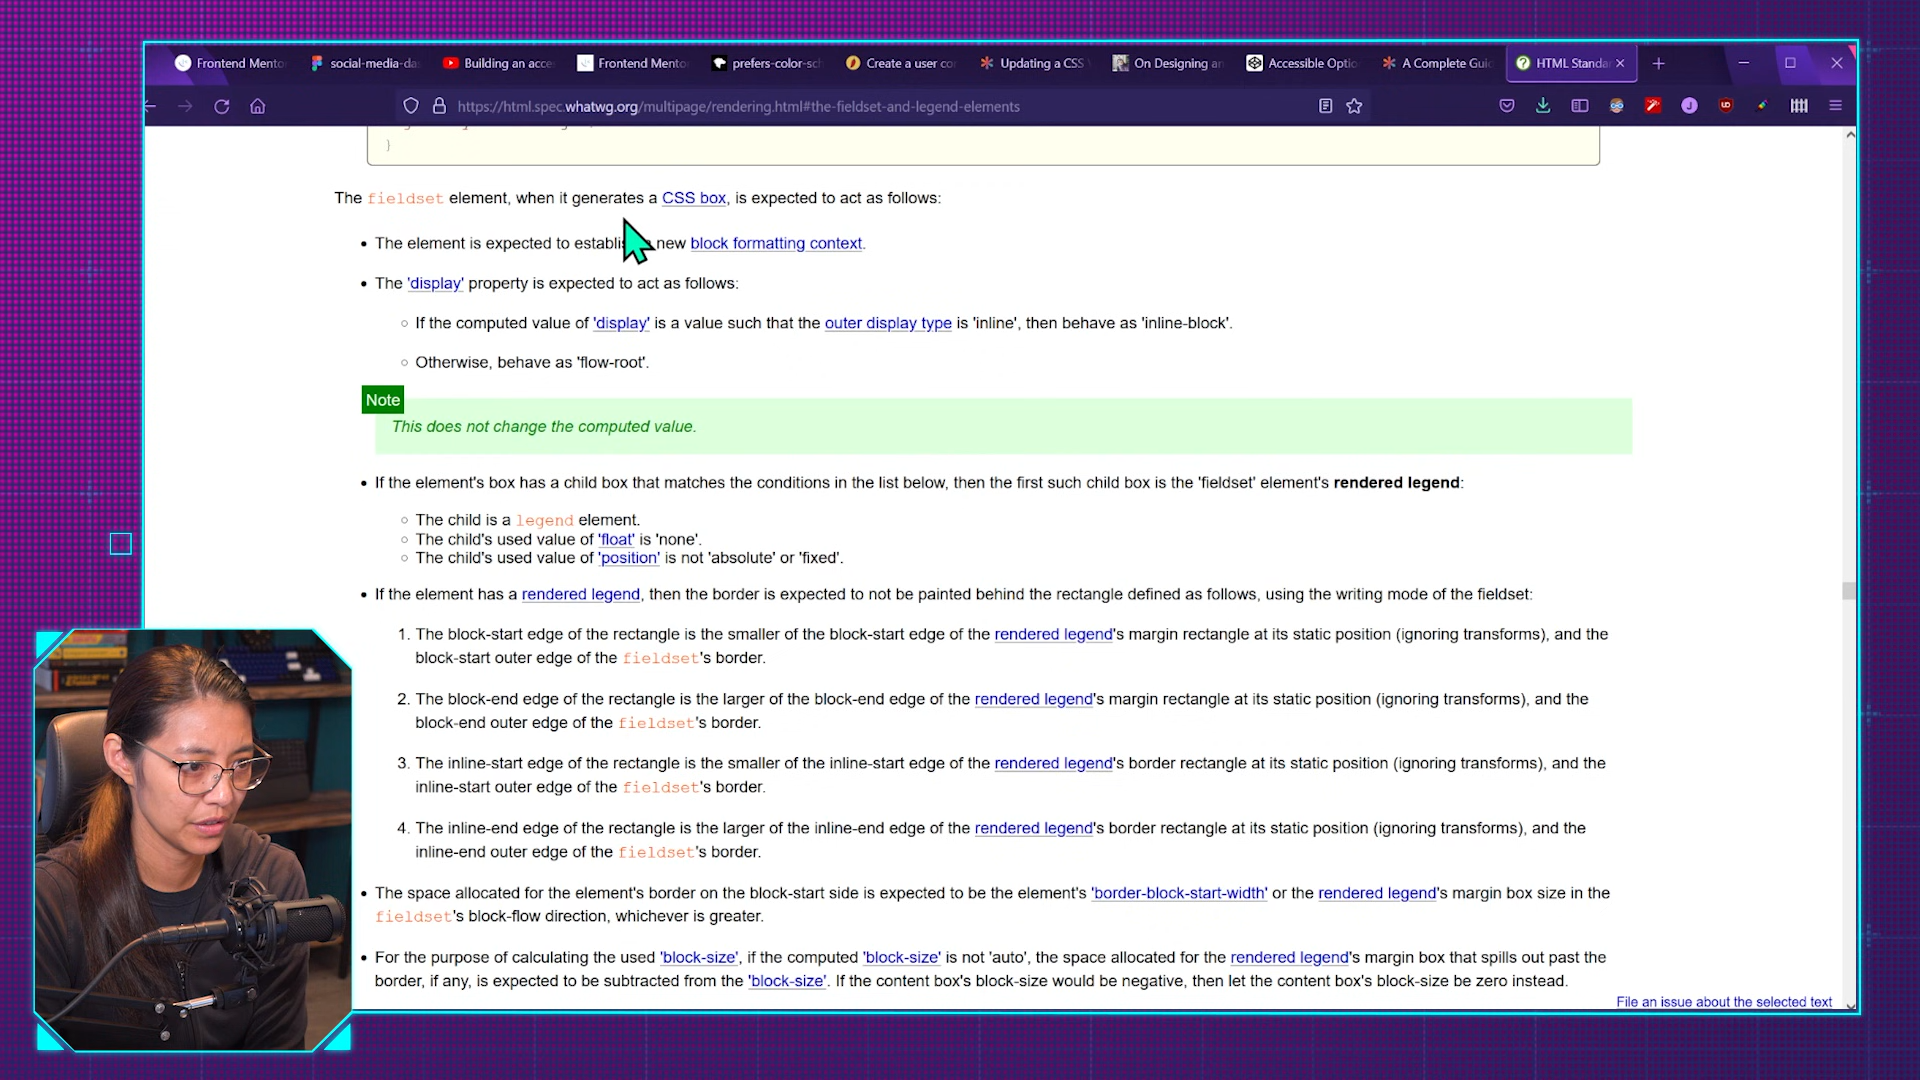 Frontend Mento
social-media-da
Building an acce
Frontend Mento
prefers-color-sch
Create a user co
Updating a CSS
On Designing an
Accessible Optio
A Complete Guid
HTML Standa
https://html.spec.whatwg.org/multipage/rendering.html#the-fieldset-and-legend-elements
}
The fieldset element, when it generates a CSS box, is expected to act as follows:
• The element is expected to establi new block formatting context.
• The 'display' property is expected to act as follows:
◦ If the computed value of 'display' is a value such that the outer display type is 'inline', then behave as 'inline-block'.
◦ Otherwise, behave as 'flow-root'.
Note
This does not change the computed value.
• If the element's box has a child box that matches the conditions in the list below, then the first such child box is the 'fieldset' element's rendered legend:
◦ The child is a legend element.
◦ The child's used value of 'float' is 'none'.
◦ The child's used value of 'position' is not 'absolute' or 'fixed'.
• If the element has a rendered legend, then the border is expected to not be painted behind the rectangle defined as follows, using the writing mode of the fieldset:
1. The block-start edge of the rectangle is the smaller of the block-start edge of the rendered legend's margin rectangle at its static position (ignoring transforms), and the
block-start outer edge of the fieldset's border.
2. The block-end edge of the rectangle is the larger of the block-end edge of the rendered legend's margin rectangle at its static position (ignoring transforms), and the
block-end outer edge of the fieldset's border.
3. The inline-start edge of the rectangle is the smaller of the inline-start edge of the rendered legend's border rectangle at its static position (ignoring transforms), and the
inline-start outer edge of the fieldset's border.
4. The inline-end edge of the rectangle is the larger of the inline-end edge of the rendered legend's border rectangle at its static position (ignoring transforms), and the
inline-end outer edge of the fieldset's border.
• The space allocated for the element's border on the block-start side is expected to be the element's 'border-block-start-width' or the rendered legend's margin box size in the
fieldset's block-flow direction, whichever is greater.
• For the purpose of calculating the used 'block-size', if the computed 'block-size' is not 'auto', the space allocated for the rendered legend's margin box that spills out past the
border, if any, is expected to be subtracted from the 'block-size'. If the content box's block-size would be negative, then let the content box's block-size be zero instead.
File an issue about the selected text